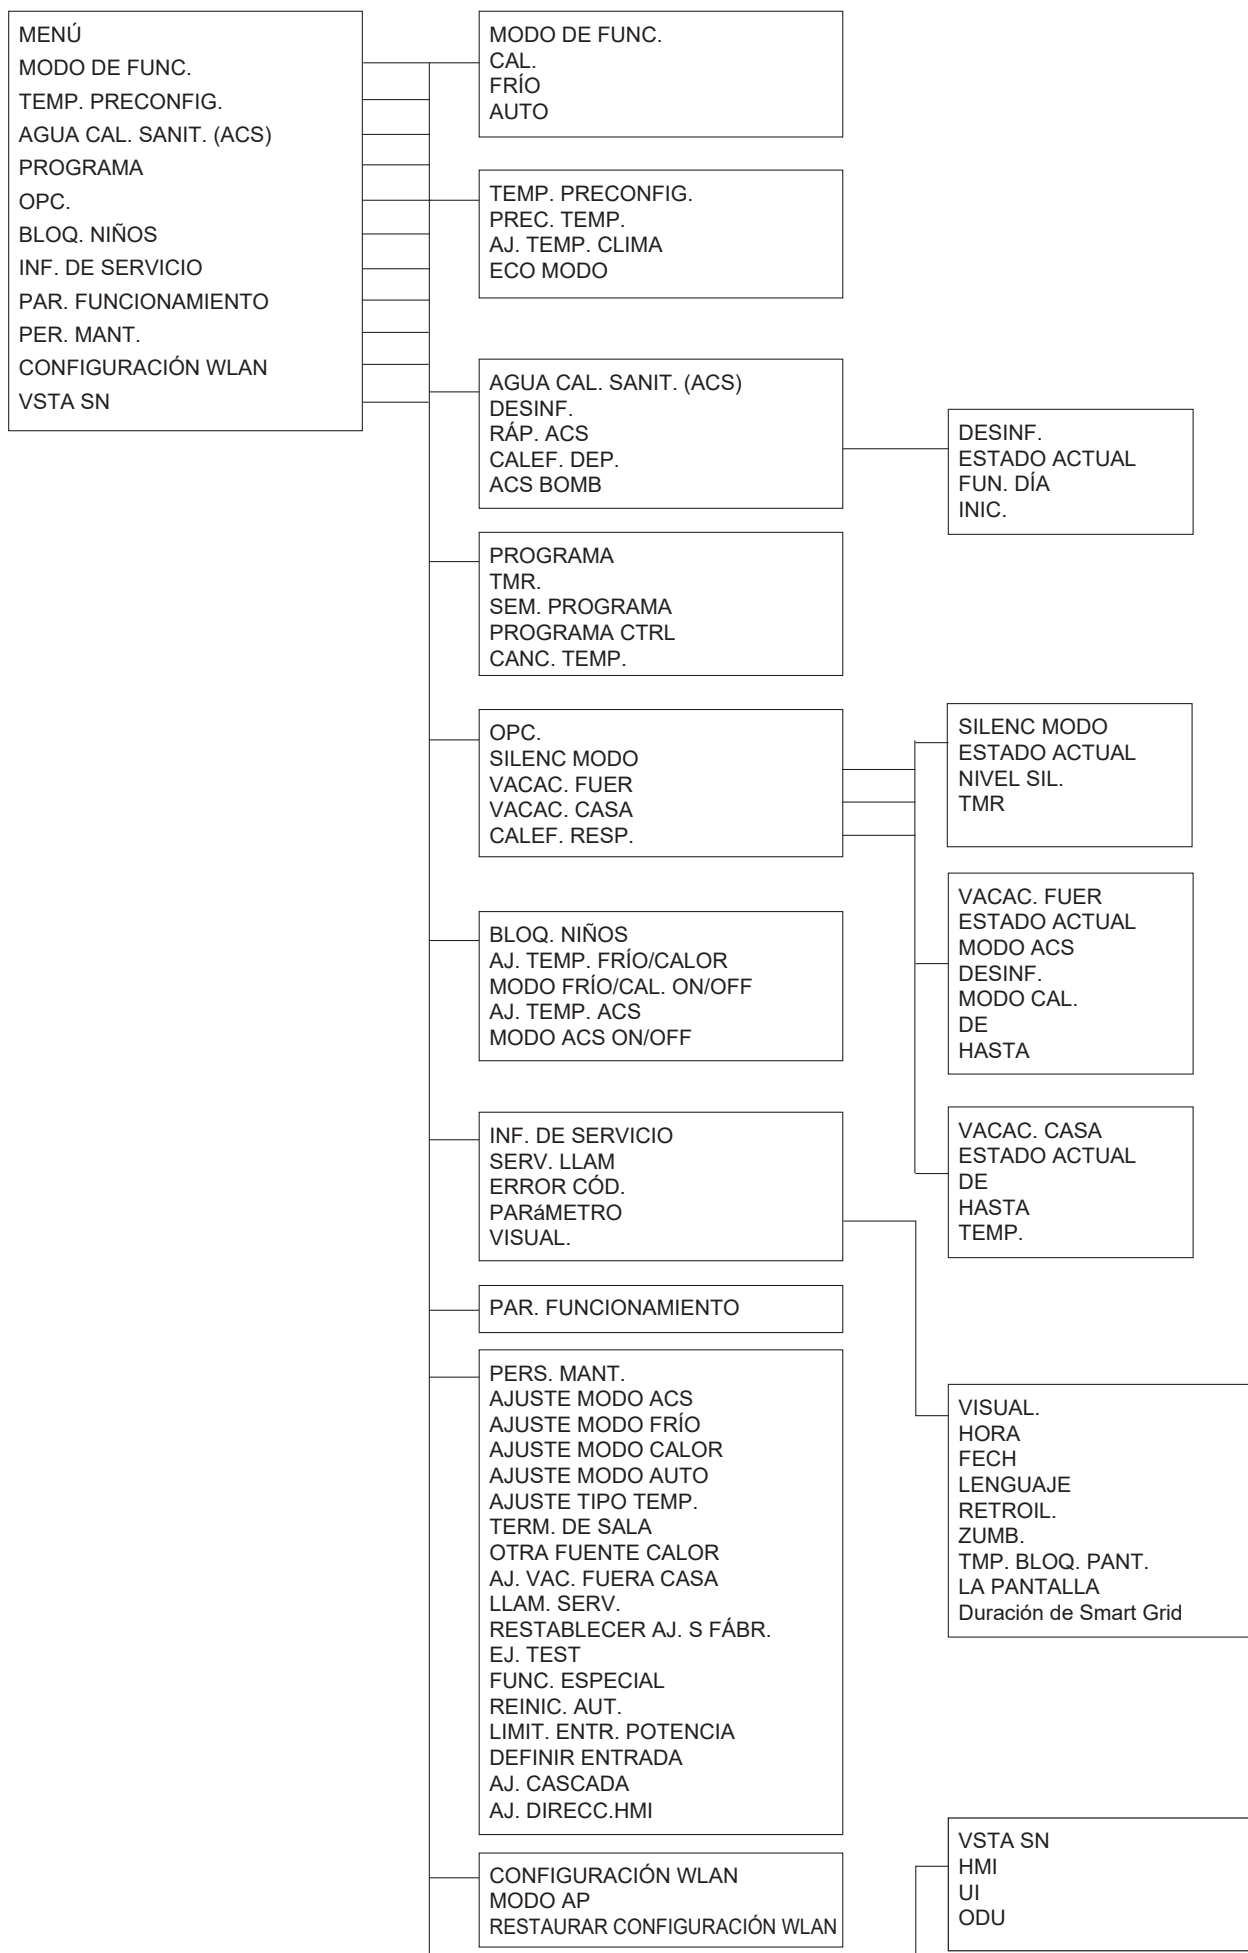 MENÚ
MODO DE FUNC.
TEMP. PRECONFIG.
AGUA CAL. SANIT. (ACS)
PROGRAMA
OPC.
BLOQ. NIÑOS
INF. DE SERVICIO
PAR. FUNCIONAMIENTO
PER. MANT.
CONFIGURACIÓN WLAN
VSTA SN
MODO DE FUNC.
CAL.
FRÍO
AUTO
TEMP. PRECONFIG.
PREC. TEMP.
AJ. TEMP. CLIMA
ECO MODO
AGUA CAL. SANIT. (ACS)
DESINF.
RÁP. ACS
CALEF. DEP.
ACS BOMB
DESINF.
ESTADO ACTUAL
FUN. DÍA
INIC.
PROGRAMA
TMR.
SEM. PROGRAMA
PROGRAMA CTRL
CANC. TEMP.
OPC.
SILENC MODO
VACAC. FUER
VACAC. CASA
CALEF. RESP.
SILENC MODO
ESTADO ACTUAL
NIVEL SIL.
TMR
VACAC. FUER
ESTADO ACTUAL
MODO ACS
DESINF.
MODO CAL.
DE
HASTA
VACAC. CASA
ESTADO ACTUAL
DE
HASTA
TEMP.
BLOQ. NIÑOS
AJ. TEMP. FRÍO/CALOR
MODO FRÍO/CAL. ON/OFF
AJ. TEMP. ACS
MODO ACS ON/OFF
INF. DE SERVICIO
SERV. LLAM
ERROR CÓD.
PARáMETRO
VISUAL.
VISUAL.
HORA
FECH
LENGUAJE
RETROIL.
ZUMB.
TMP. BLOQ. PANT.
LA PANTALLA
Duración de Smart Grid
PAR. FUNCIONAMIENTO
PERS. MANT.
AJUSTE MODO ACS
AJUSTE MODO FRÍO
AJUSTE MODO CALOR
AJUSTE MODO AUTO
AJUSTE TIPO TEMP.
TERM. DE SALA
OTRA FUENTE CALOR
AJ. VAC. FUERA CASA
LLAM. SERV.
RESTABLECER AJ. S FÁBR.
EJ. TEST
FUNC. ESPECIAL
REINIC. AUT.
LIMIT. ENTR. POTENCIA
DEFINIR ENTRADA
AJ. CASCADA
AJ. DIRECC.HMI
CONFIGURACIÓN WLAN
MODO AP
RESTAURAR CONFIGURACIÓN WLAN
VSTA SN
HMI
UI
ODU